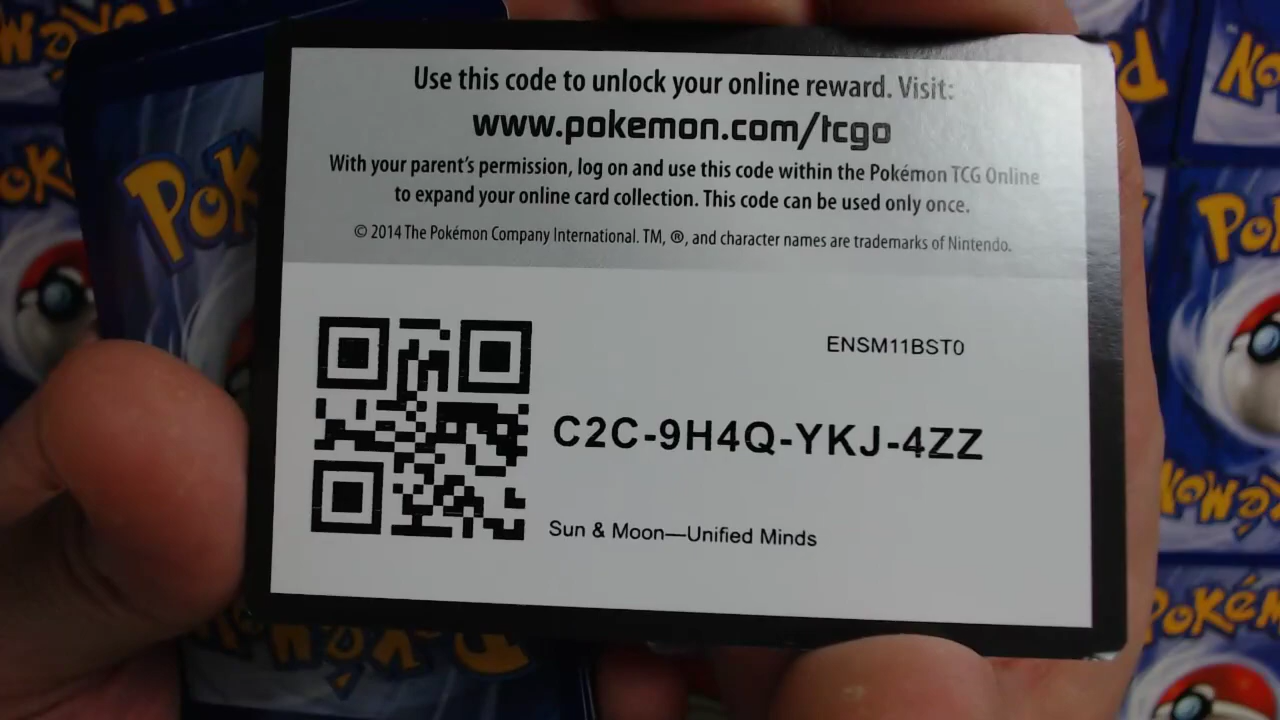 Use this code to unlock your online reward. Visit:
www.pokemon.com/tcgo
With your parent's permission, log on and use this code within the Pokémon TCG Online
to expand your online card collection. This code can be used only once.
© 2014 The Pokémon Company International. TM, ®, and character names are trademarks of Nintendo.
ENSM11BST0
C2C-9H4Q-YKJ-4ZZ
Sun & Moon—Unified Minds